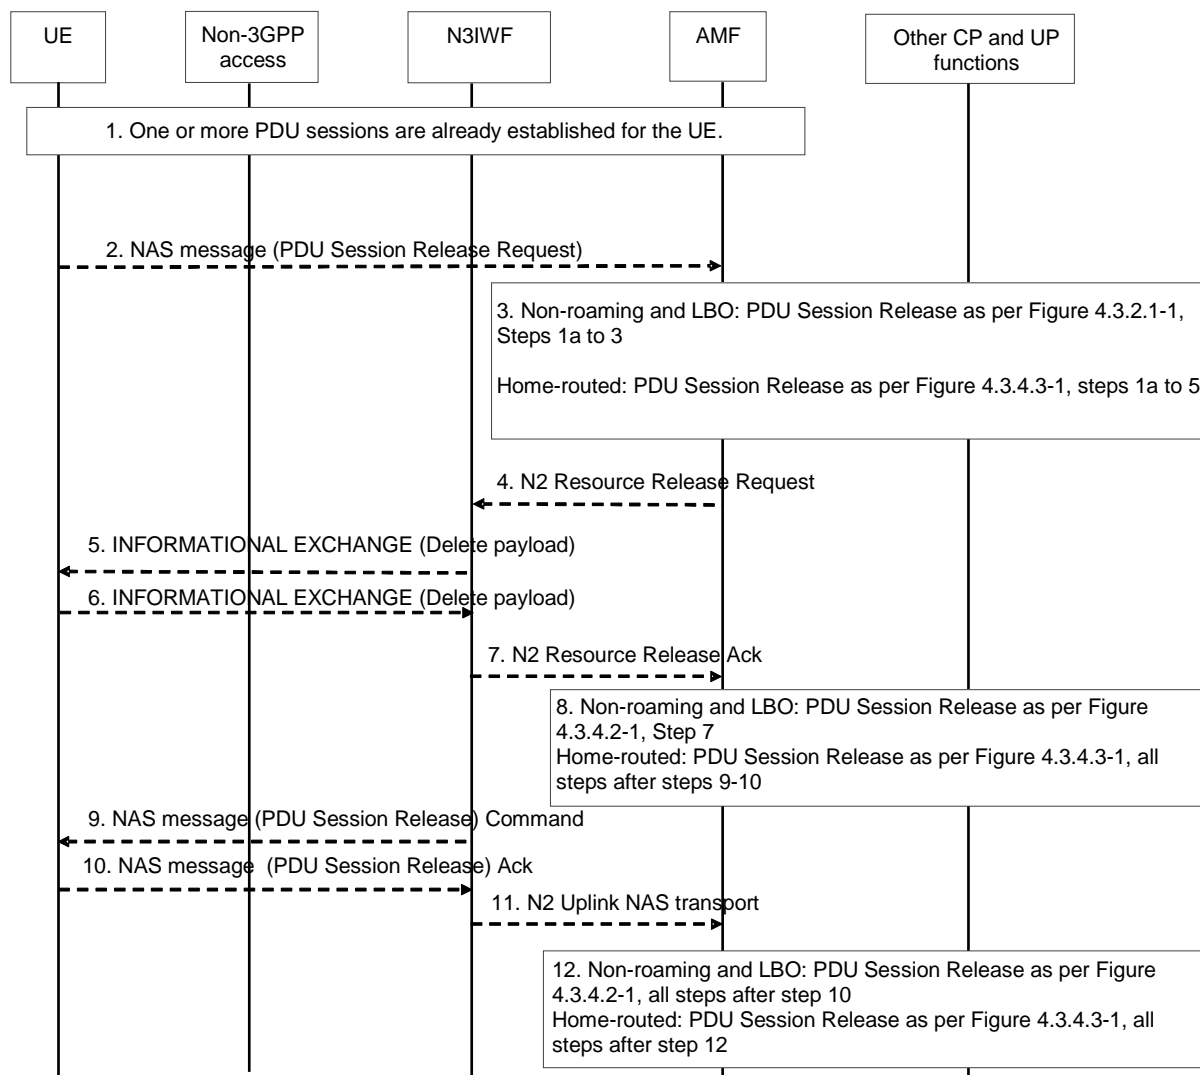 UE
Non-3GPP
access
N3IWF
AMF
Other CP and UP
functions
1. One or more PDU sessions are already established for the UE.
2. NAS message (PDU Session Release Request)
3. Non-roaming and LBO: PDU Session Release as per Figure 4.3.2.1-1,
Steps 1a to 3
Home-routed: PDU Session Release as per Figure 4.3.4.3-1, steps 1a to 5
4. N2 Resource Release Request
5. INFORMATIONAL EXCHANGE (Delete payload)
6. INFORMATIONAL EXCHANGE (Delete payload)
7. N2 Resource Release Ack
8. Non-roaming and LBO: PDU Session Release as per Figure
4.3.4.2-1, Step 7
Home-routed: PDU Session Release as per Figure 4.3.4.3-1, all
steps after steps 9-10
9. NAS message (PDU Session Release) Command
10. NAS message  (PDU Session Release) Ack
11. N2 Uplink NAS transport
12. Non-roaming and LBO: PDU Session Release as per Figure
4.3.4.2-1, all steps after step 10
Home-routed: PDU Session Release as per Figure 4.3.4.3-1, all
steps after step 12